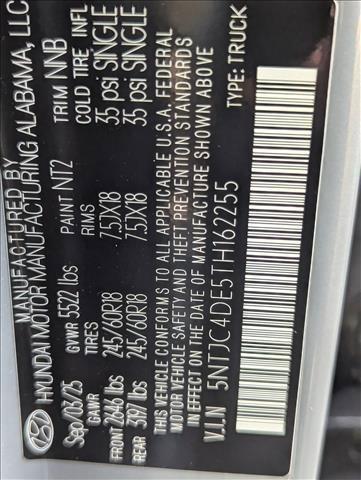 MANUFACTURED BY
HYUNDAI MOTOR MANUFACTURING ALABAMA, LLC
Sep/03/25 GVWR 5522 lbs PAINT NT2 TRIM NNB
GAWR TIRES RIMS COLD TIRE INFL
FRONT 2646 lbs 245/60R18 7.5JX18 35 psi SINGLE
REAR 3197 lbs 245/60R18 7.5JX18 35 psi SINGLE
THIS VEHICLE CONFORMS TO ALL APPLICABLE U.S.A. FEDERAL
MOTOR VEHICLE SAFETY AND THEFT PREVENTION STANDARDS
IN EFFECT ON THE DATE OF MANUFACTURE SHOWN ABOVE
V.I.N 5NTJC4DE5TH162255 TYPE: TRUCK